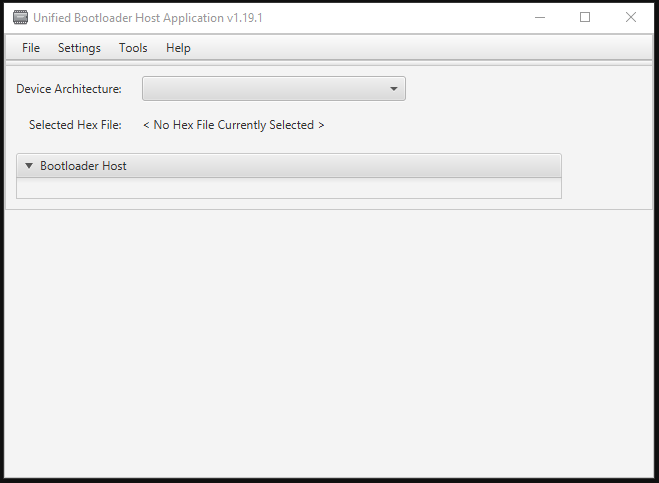 Unified Bootloader Host Application v1.19.1
File Settings Tools Help
Device Architecture:
Selected Hex File: < No Hex File Currently Selected >
Bootloader Host